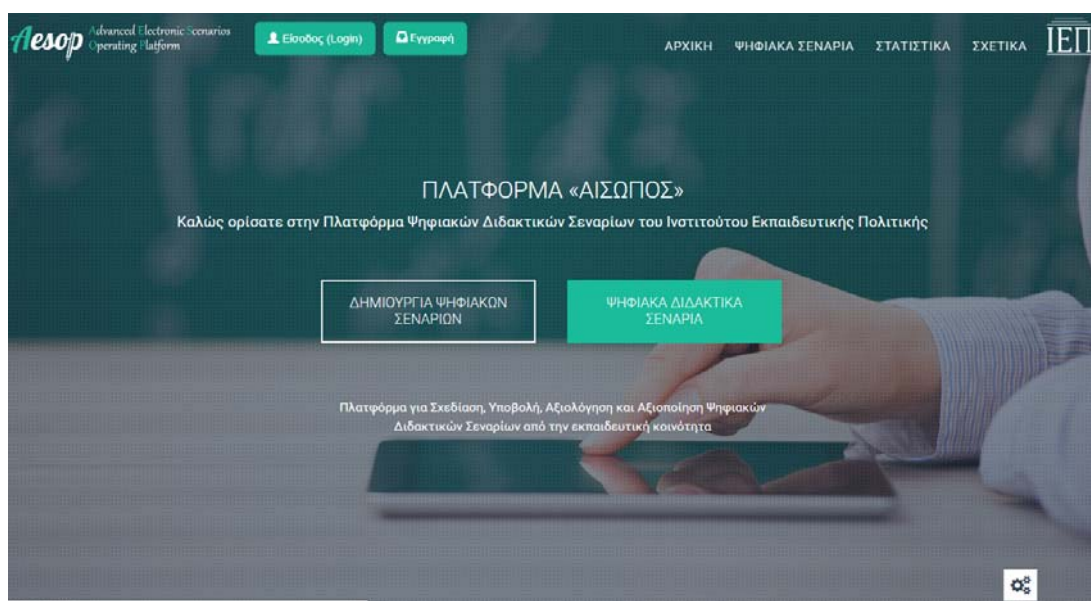 Aesop Advanced Electronic Scenarios
Operating Platform
Είσοδος (Login)
Εγγραφή
ΑΡΧΙΚΗ ΨΗΦΙΑΚΑ ΣΕΝΑΡΙΑ ΣΤΑΤΙΣΤΙΚΑ ΣΧΕΤΙΚΑ
ΙΕΠ
ΠΛΑΤΦΟΡΜΑ «ΑΙΣΩΠΟΣ»
Καλώς ορίσατε στην Πλατφόρμα Ψηφιακών Διδακτικών Σεναρίων του Ινστιτούτου Εκπαιδευτικής Πολιτικής
ΔΗΜΙΟΥΡΓΙΑ ΨΗΦΙΑΚΩΝ
ΣΕΝΑΡΙΩΝ
ΨΗΦΙΑΚΑ ΔΙΔΑΚΤΙΚΑ
ΣΕΝΑΡΙΑ
Πλατφόρμα για Σχεδίαση, Υποβολή, Αξιολόγηση και Αξιοποίηση Ψηφιακών
Διδακτικών Σεναρίων από την εκπαιδευτική κοινότητα